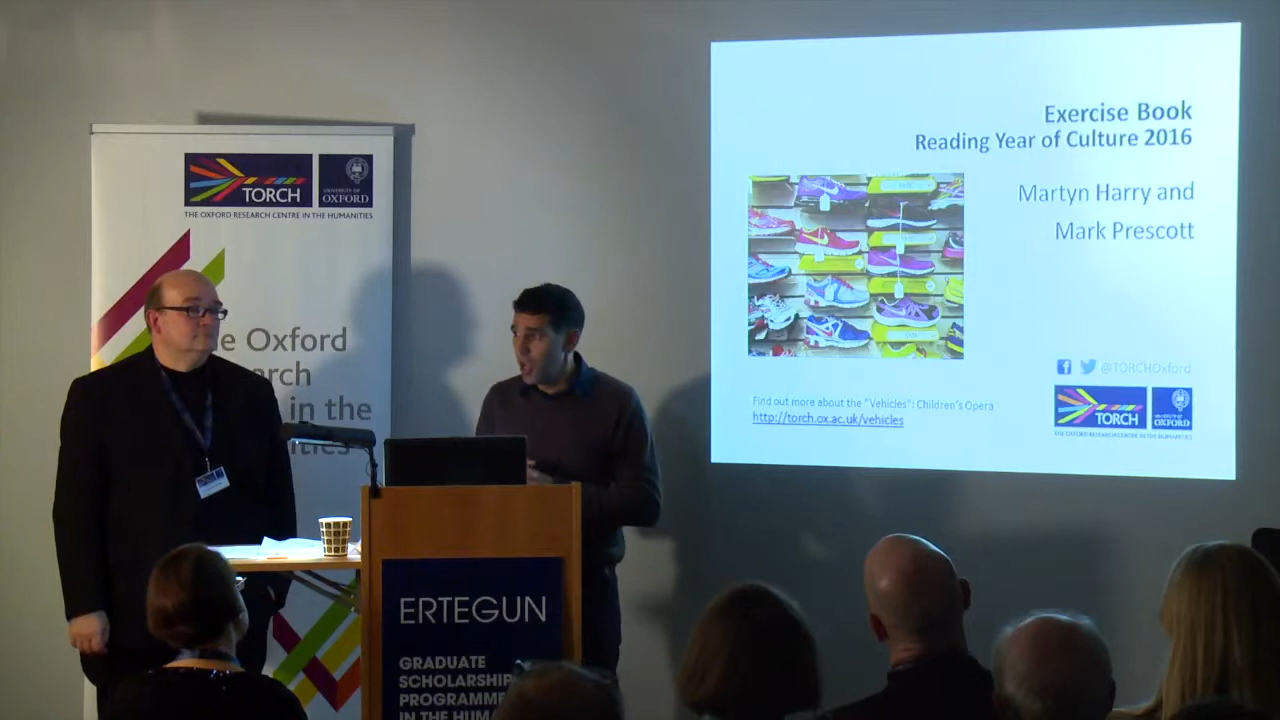 TORCH
UNIVERSITY OF
OXFORD
THE OXFORD RESEARCH CENTRE IN THE HUMANITIES
e Oxford
arch
in the
ities
ERTEGUN
GRADUATE
SCHOLARSHIP
PROGRAMME
IN THE HUMA
Exercise Book
Reading Year of Culture 2016
Martyn Harry and
Mark Prescott
@TORCHOxford
Find out more about the "Vehicles": Children's Opera
http://torch.ox.ac.uk/vehicles
TORCH
UNIVERSITY OF
OXFORD
THE OXFORD RESEARCH CENTRE IN THE HUMANITIES